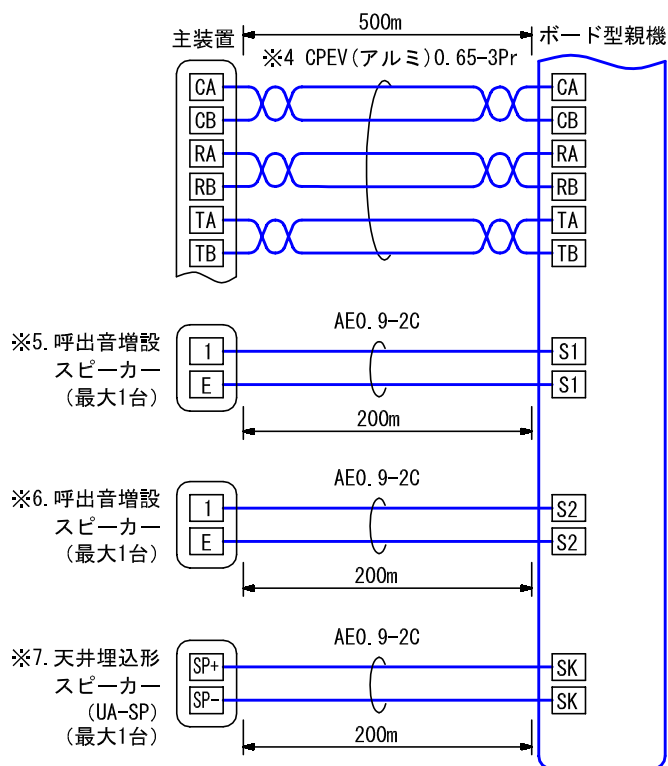 500m
主装置
ボード型親機
※4 CPEV(アルミ)0.65-3Pr
CA
CA
CB
CB
RA
RA
RB
RB
TA
TA
TB
TB
AE0.9-2C
※5.呼出音増設
スピーカー
(最大1台)
1
S1
E
S1
200m
AE0.9-2C
※6.呼出音増設
スピーカー
(最大1台)
1
S2
E
S2
200m
AE0.9-2C
※7.天井埋込形
スピーカー
(UA-SP)
(最大1台)
SP+
SK
SP-
SK
200m